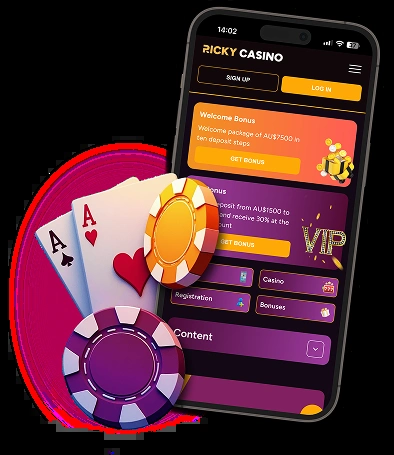 14:02
RICKY CASINO
SIGN UP
LOG IN
Welcome Bonus
Welcome package of AU$7500 in
ten deposit steps
GET BONUS
onus
eposit from AU$1500 to
nd receive 30% at the
ount
GET BONUS
VIP
Casino
Registration
Bonuses
Content
A
A